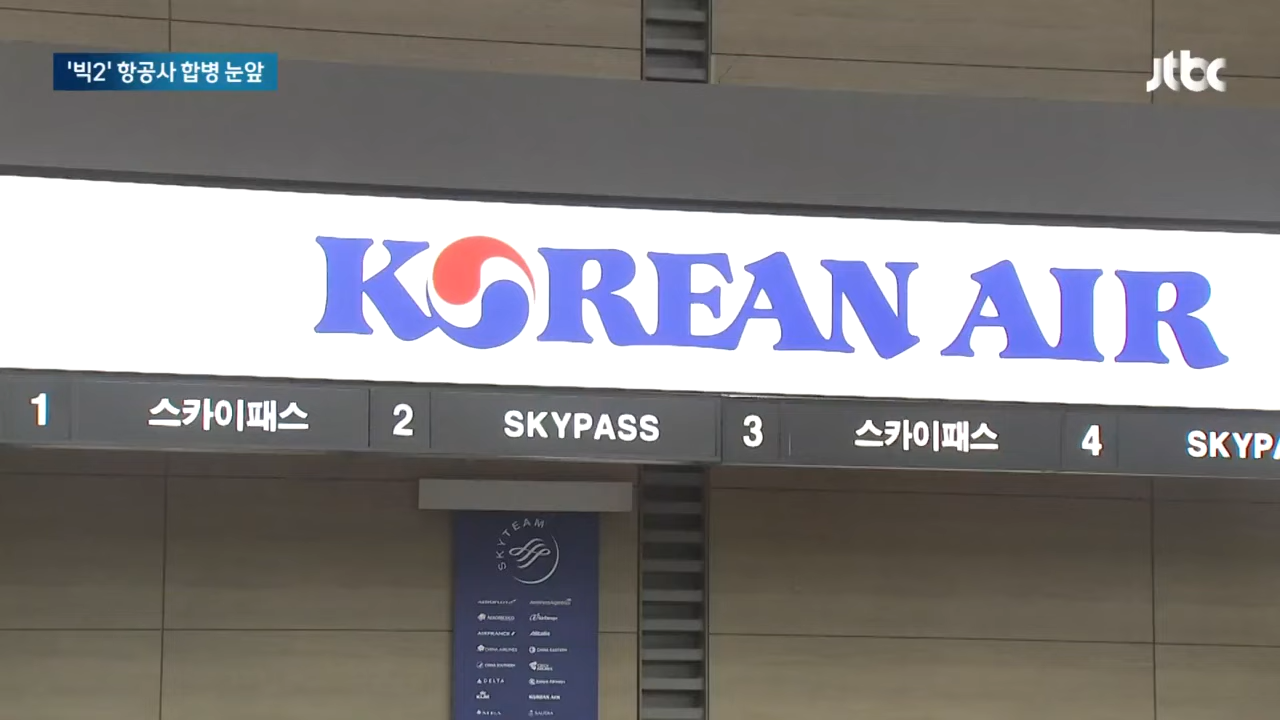 '빅2' 항공사 합병 눈앞
jtbc
KOREAN AIR
1 스카이패스 2 SKYPASS 3 스카이패스 4 SKYPA
SKYTEAM
AIRFRANCE Alitalia
CHINA AIRLINES CHINA EASTERN
DELTA
KLM KOREAN AIR